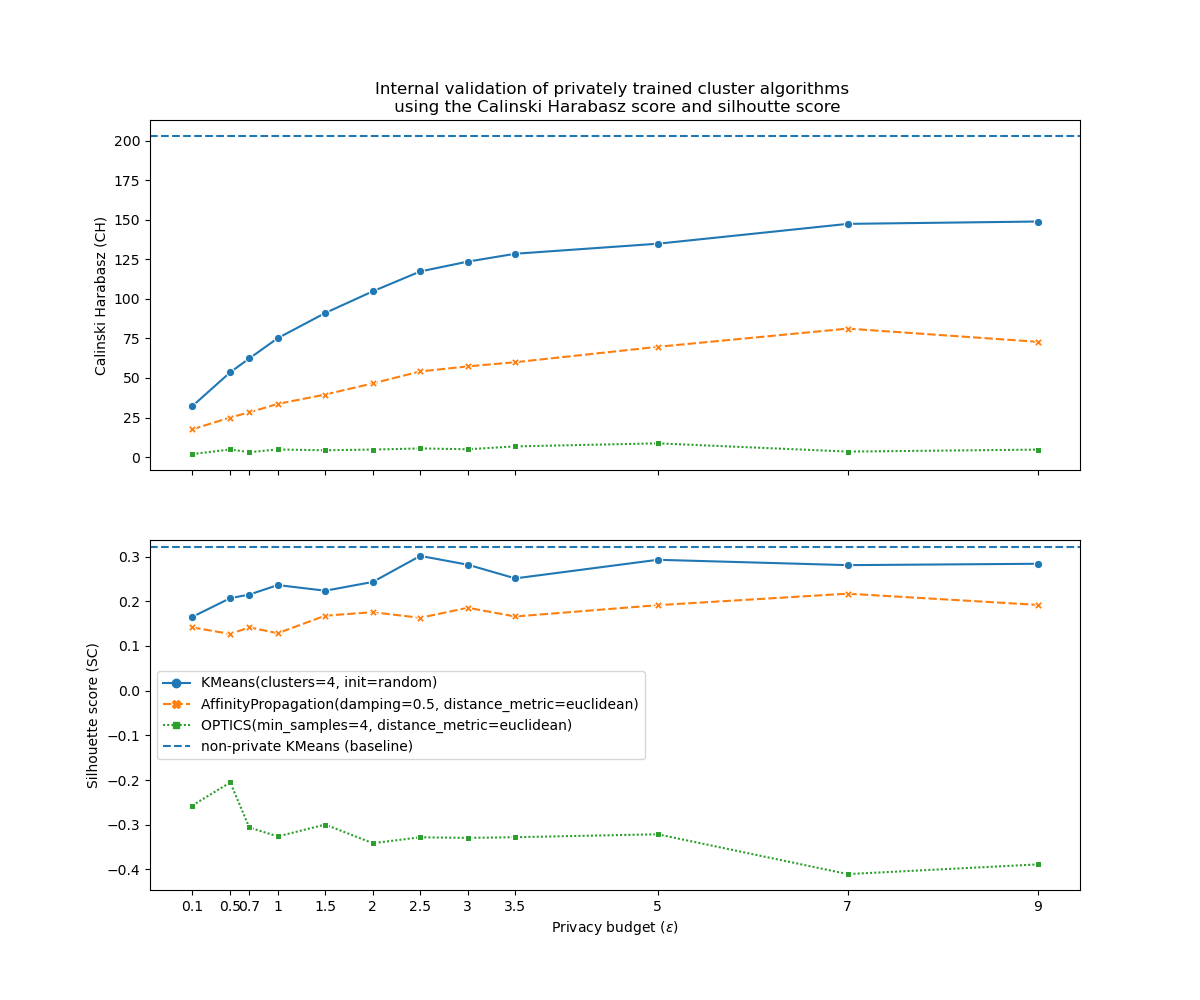 Internal validation of privately trained cluster algorithms
using the Calinski Harabasz score and silhoutte score
Calinski Harabasz (CH)
200
175
150
125
100
75
50
25
0
Silhouette score (SC)
0.3
0.2
0.1
0.0
−0.1
−0.2
−0.3
−0.4
KMeans(clusters=4, init=random)
AffinityPropagation(damping=0.5, distance_metric=euclidean)
OPTICS(min_samples=4, distance_metric=euclidean)
non-private KMeans (baseline)
0.1 0.5 0.7 1 1.5 2 2.5 3 3.5 5 7 9
Privacy budget (ε)